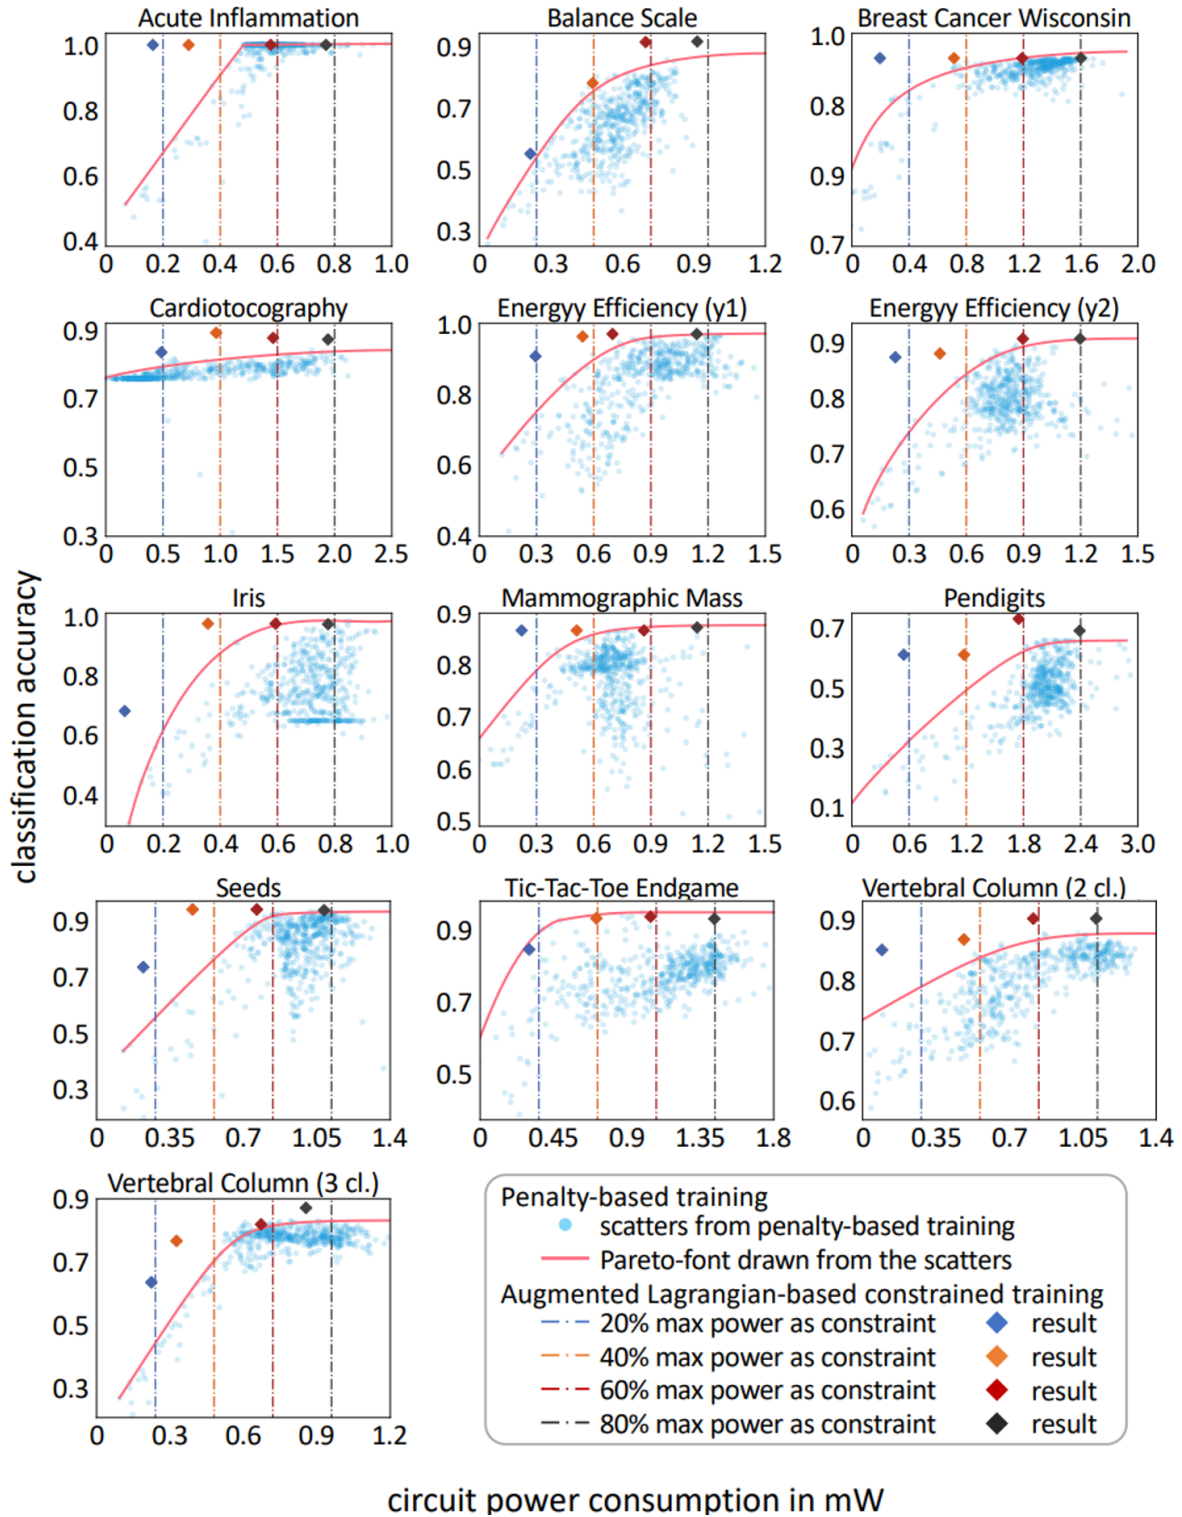 Acute Inflammation
1.0
0.8
0.6
0.4
0 0.2 0.4 0.6 0.8 1.0
Balance Scale
0.9
0.7
0.5
0.3
0 0.3 0.6 0.9 1.2
Breast Cancer Wisconsin
1.0
0.8
0.9
0.7
0 0.4 0.8 1.2 1.6 2.0
Cardiotocography
0.9
0.7
0.5
0.3
0 0.5 1.0 1.5 2.0 2.5
Energyy Efficiency (y1)
1.0
0.8
0.6
0.4
0 0.3 0.6 0.9 1.2 1.5
Energyy Efficiency (y2)
0.9
0.8
0.7
0.6
0 0.3 0.6 0.9 1.2 1.5
classification accuracy
Iris
1.0
0.8
0.6
0.4
0 0.2 0.4 0.6 0.8 1.0
Mammographic Mass
0.9
0.8
0.7
0.6
0.5
0 0.3 0.6 0.9 1.2 1.5
Pendigits
0.7
0.5
0.3
0.1
0 0.6 1.2 1.8 2.4 3.0
Seeds
0.9
0.7
0.5
0.3
0 0.35 0.7 1.05 1.4
Tic-Tac-Toe Endgame
0.9
0.7
0.5
0 0.45 0.9 1.35 1.8
Vertebral Column (2 cl.)
0.9
0.8
0.7
0.6
0 0.35 0.7 1.05 1.4
Vertebral Column (3 cl.)
0.9
0.7
0.5
0.3
0 0.3 0.6 0.9 1.2
Penalty-based training
scatters from penalty-based training
Pareto-font drawn from the scatters
Augmented Lagrangian-based constrained training
20% max power as constraint result
40% max power as constraint result
60% max power as constraint result
80% max power as constraint result
circuit power consumption in mW